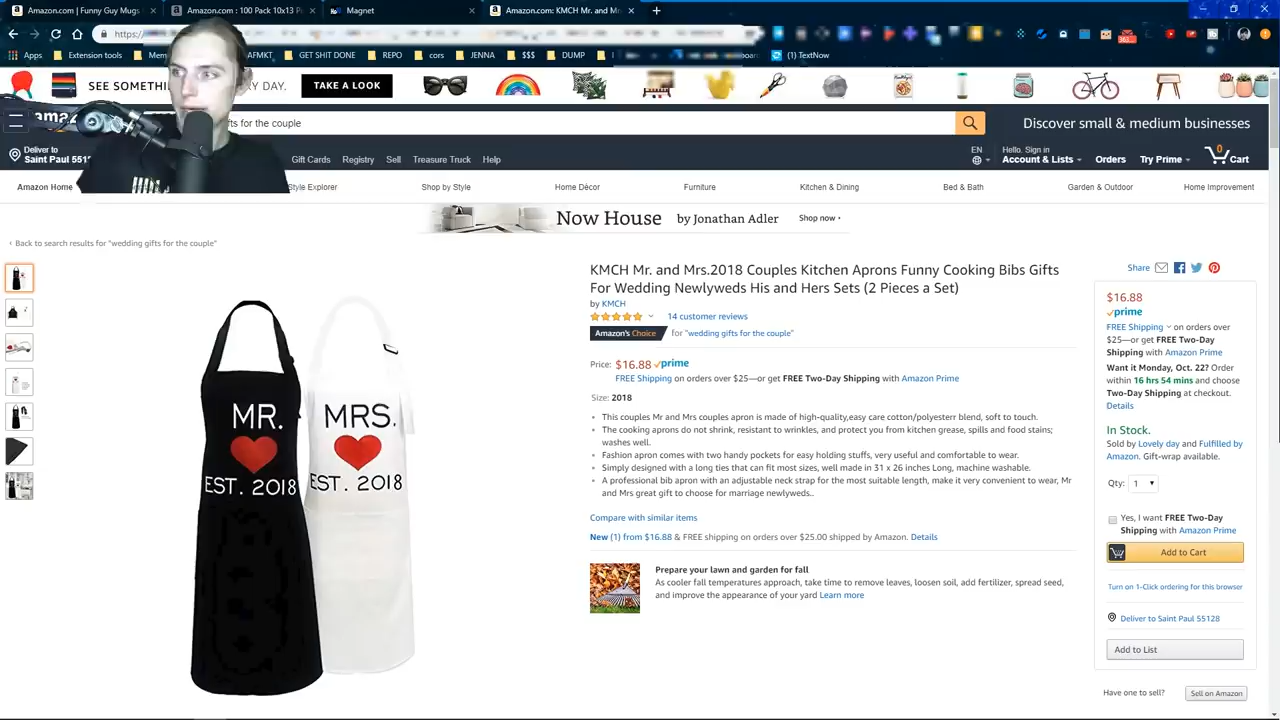 Amazon.com | Funny Guy Mugs
Amazon.com : 100 Pack 10x13 P
Magnet
Amazon.com: KMCH Mr. and Mrs.
https://
Apps
Extension tools
AFMKT
GET SHIT DONE
REPO
cors
JENNA
$$$
DUMP
(1) TextNow
SEE SOMETHI
DAY.
TAKE A LOOK
fts for the couple
Discover small & medium businesses
Deliver to
Saint Paul 551
Gift Cards
Registry
Sell
Treasure Truck
Help
EN
Hello. Sign in
Account & Lists
Orders
Try Prime
0
Cart
Amazon Home
Style Explorer
Shop by Style
Home Décor
Furniture
Kitchen & Dining
Bed & Bath
Garden & Outdoor
Home Improvement
Now House by Jonathan Adler Shop now ›
‹ Back to search results for "wedding gifts for the couple"
KMCH Mr. and Mrs.2018 Couples Kitchen Aprons Funny Cooking Bibs Gifts
For Wedding Newlyweds His and Hers Sets (2 Pieces a Set)
by KMCH
14 customer reviews
Amazon's Choice for "wedding gifts for the couple"
Price: $16.88 prime
FREE Shipping on orders over $25—or get FREE Two-Day Shipping with Amazon Prime
Size: 2018
• This couples Mr and Mrs couples apron is made of high-quality,easy care cotton/polyesterr blend, soft to touch.
• The cooking aprons do not shrink, resistant to wrinkles, and protect you from kitchen grease, spills and food stains;
washes well.
• Fashion apron comes with two handy pockets for easy holding stuffs, very useful and comfortable to wear.
• Simply designed with a long ties that can fit most sizes, well made in 31 x 26 inches Long, machine washable.
• A professional bib apron with an adjustable neck strap for the most suitable length, make it very convenient to wear, Mr
and Mrs great gift to choose for marriage newlyweds..
Compare with similar items
New (1) from $16.88 & FREE shipping on orders over $25.00 shipped by Amazon. Details
Prepare your lawn and garden for fall
As cooler fall temperatures approach, take time to remove leaves, loosen soil, add fertilizer, spread seed,
and improve the appearance of your yard Learn more
MR.
EST. 2018
MRS.
EST. 2018
Share
$16.88
prime
FREE Shipping on orders over
$25—or get FREE Two-Day
Shipping with Amazon Prime
Want it Monday, Oct. 22? Order
within 16 hrs 54 mins and choose
Two-Day Shipping at checkout.
Details
In Stock.
Sold by Lovely day and Fulfilled by
Amazon. Gift-wrap available.
Qty: 1
Yes, I want FREE Two-Day
Shipping with Amazon Prime
Add to Cart
Turn on 1-Click ordering for this browser
Deliver to Saint Paul 55128
Add to List
Have one to sell?
Sell on Amazon